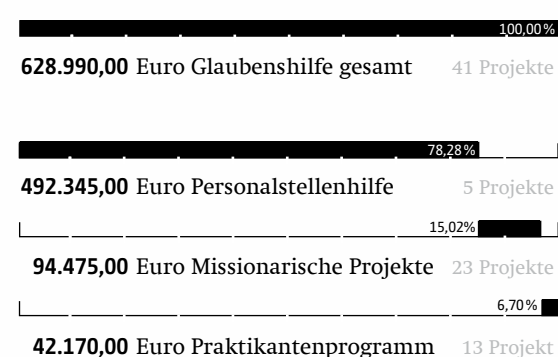 100,00 %
628.990,00 Euro Glaubenshilfe gesamt 41 Projekte
78,28 %
492.345,00 Euro Personalstellenhilfe 5 Projekte
15,02%
94.475,00 Euro Missionarische Projekte 23 Projekte
6,70 %
42.170,00 Euro Praktikantenprogramm 13 Projekt